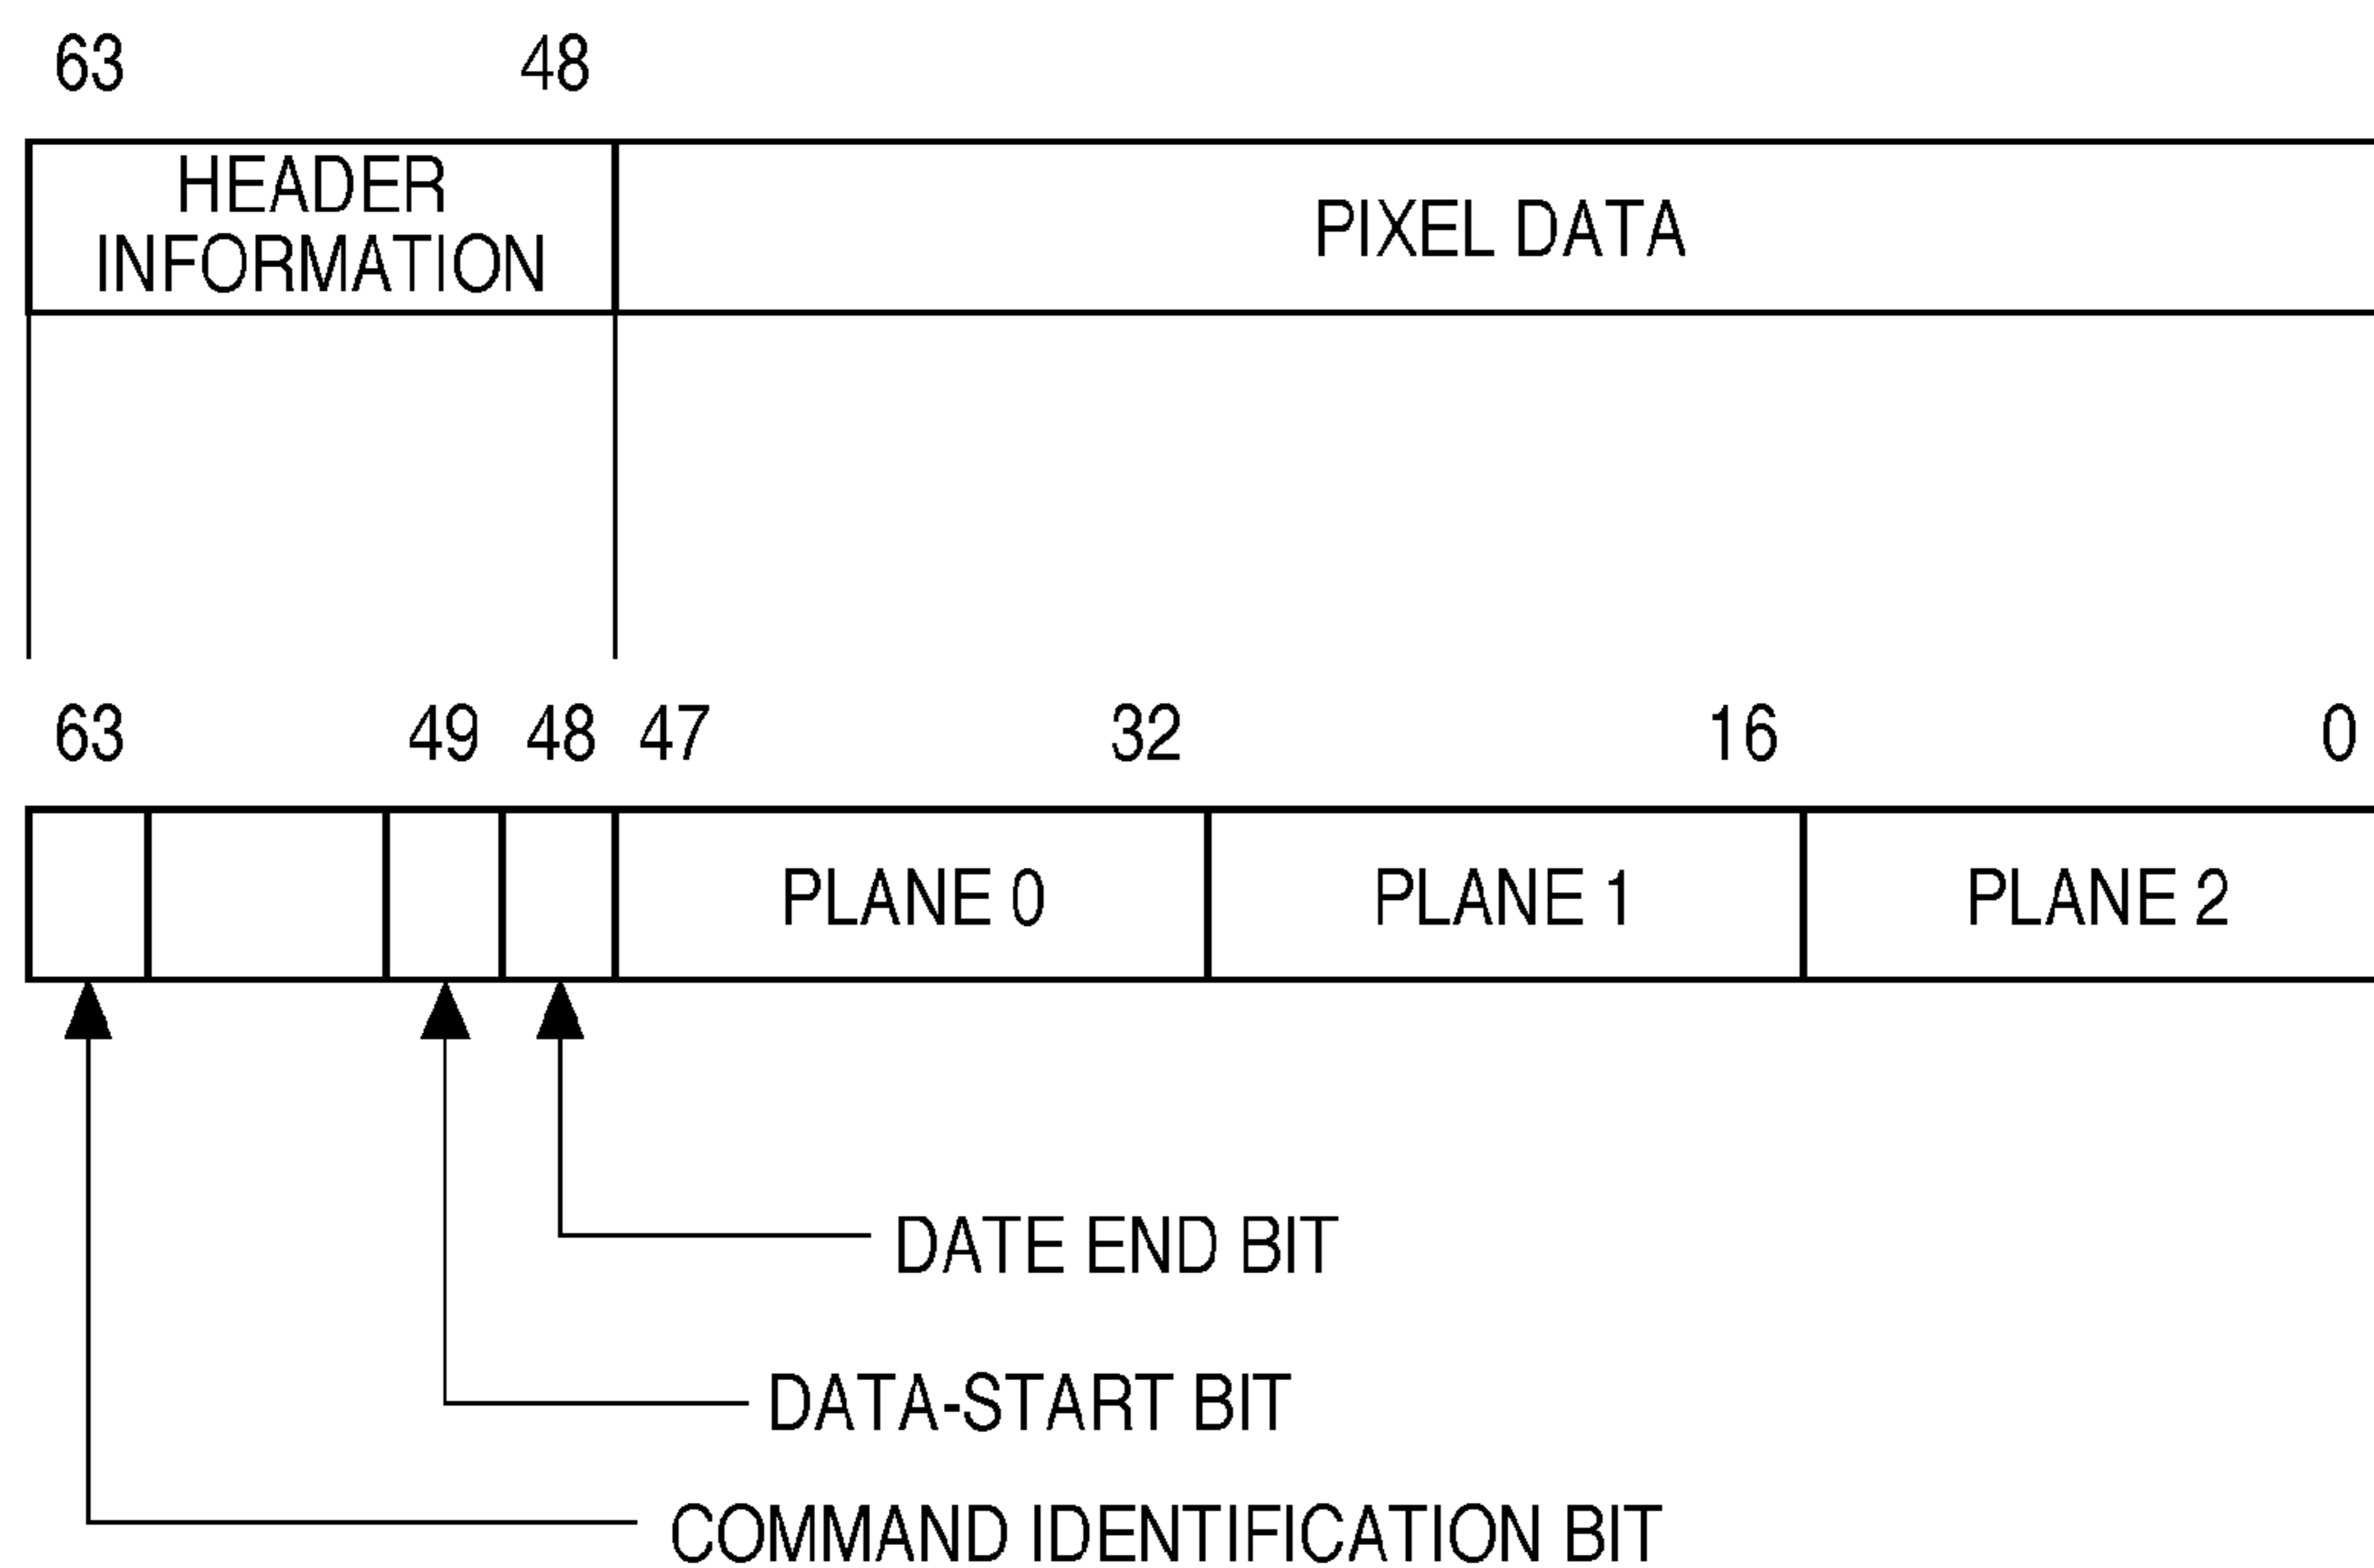 63 48
HEADER
INFORMATION
PIXEL DATA
63 49 48 47 32 16 0
PLANE 0 PLANE 1 PLANE 2
DATE END BIT
DATA-START BIT
COMMAND IDENTIFICATION BIT